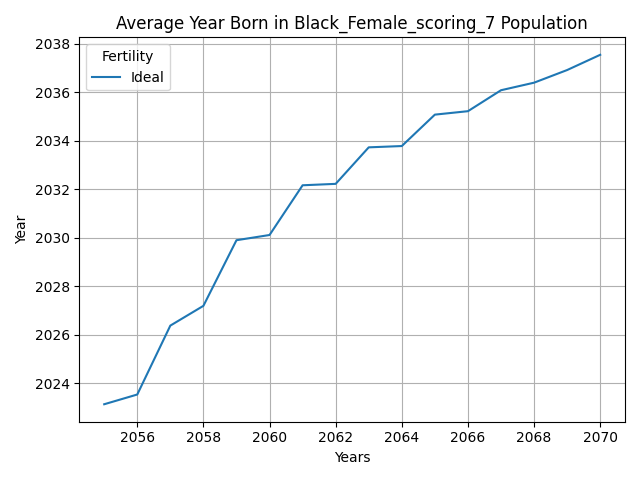 Average Year Born in Black_Female_scoring_7 Population
2038
2036
2034
2032
2030
2028
2026
2024
Year
Fertility
Ideal
2056 2058 2060 2062 2064 2066 2068 2070
Years